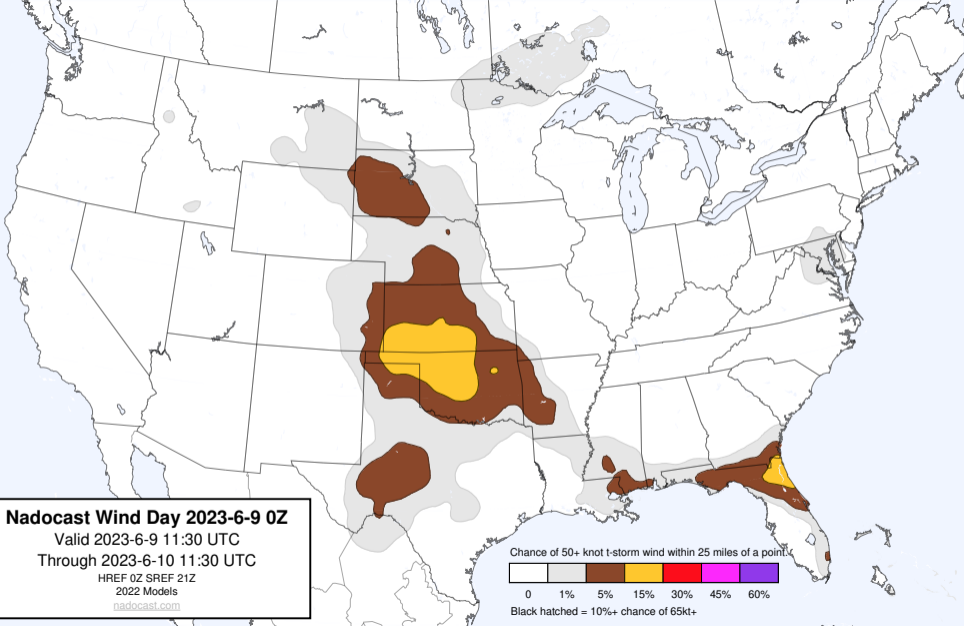 Nadocast Wind Day 2023-6-9 0Z
Valid 2023-6-9 11:30 UTC
Through 2023-6-10 11:30 UTC
HREF 0Z SREF 21Z
2022 Models
nadocast.com
Chance of 50+ knot t-storm wind within 25 miles of a point.
0 1% 5% 15% 30% 45% 60%
Black hatched = 10%+ chance of 65kt+